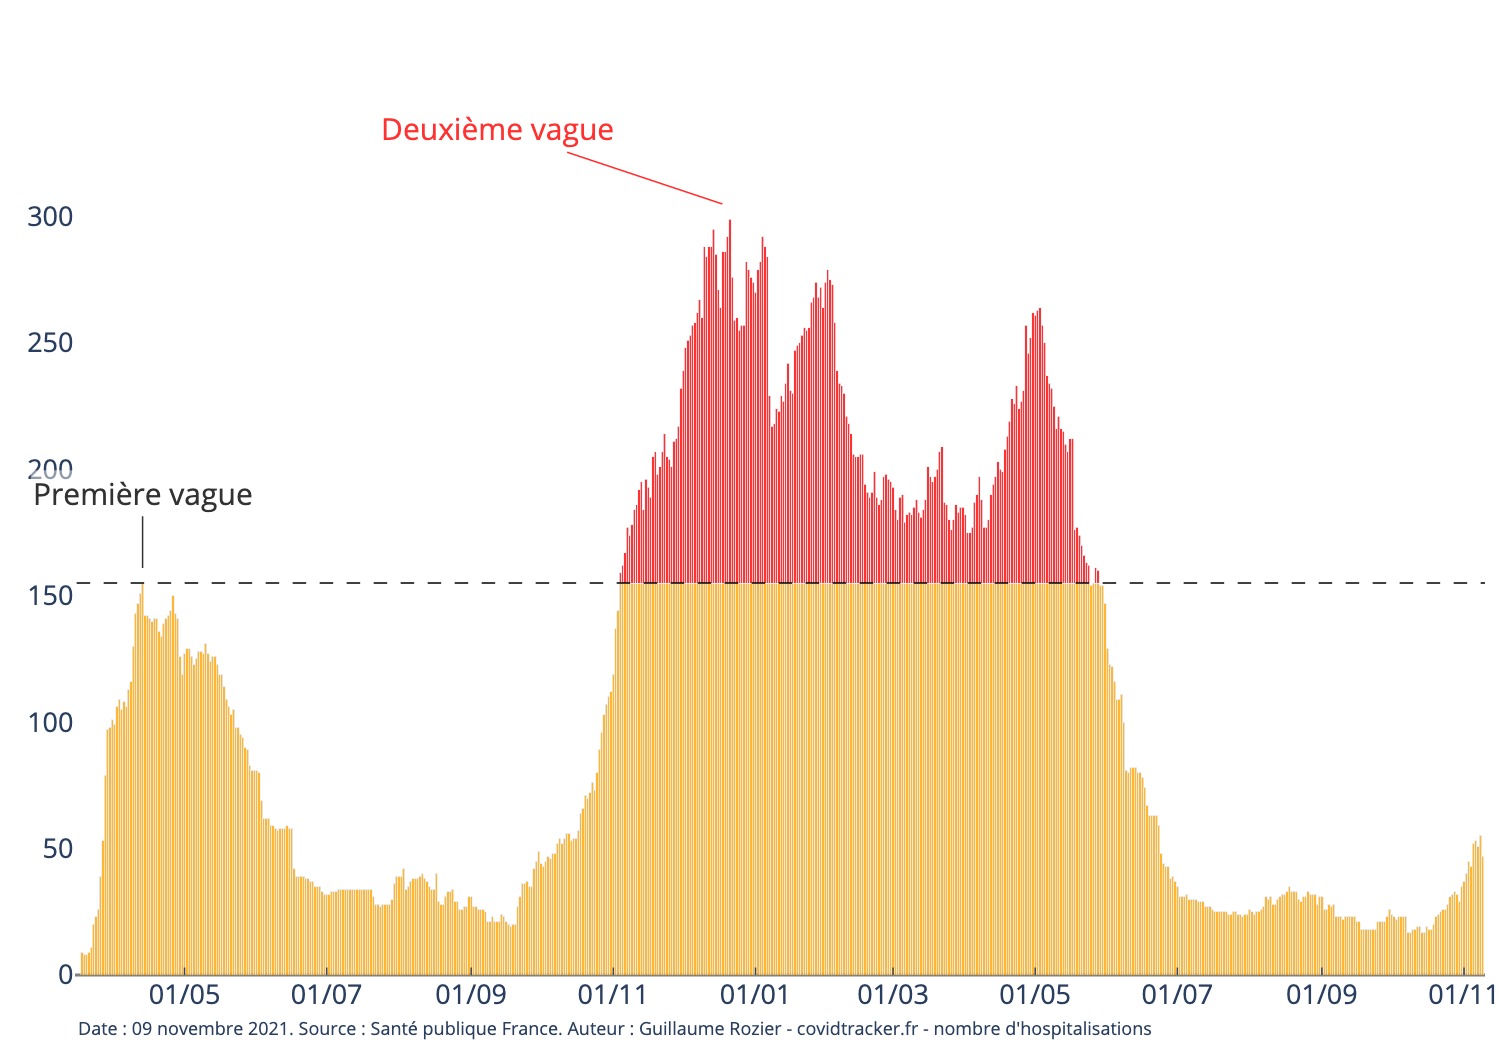 Deuxième vague
300
250
200
Première vague
150
100
50
0
01/05 01/07 01/09 01/11 01/01 01/03 01/05 01/07 01/09 01/11
Date : 09 novembre 2021. Source : Santé publique France. Auteur : Guillaume Rozier - covidtracker.fr - nombre d'hospitalisations